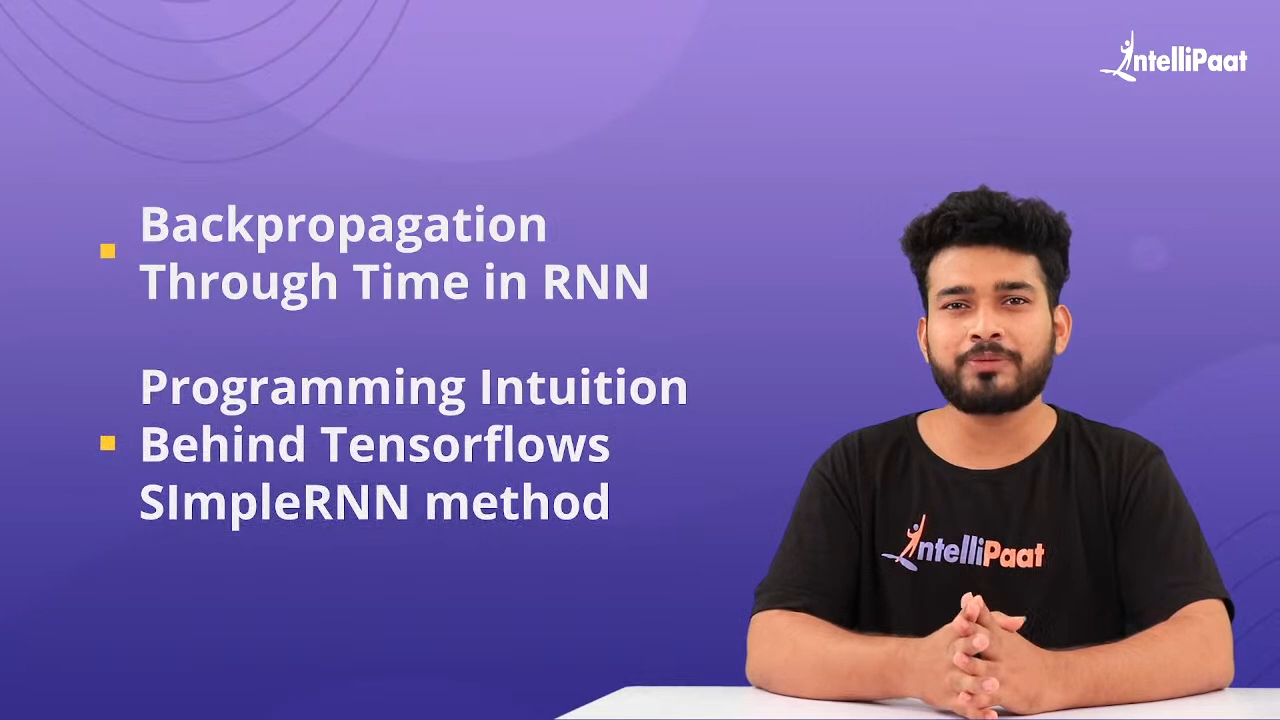 IntelliPaat
Backpropagation
Through Time in RNN
Programming Intuition
Behind Tensorflows
SImpleRNN method
IntelliPaat